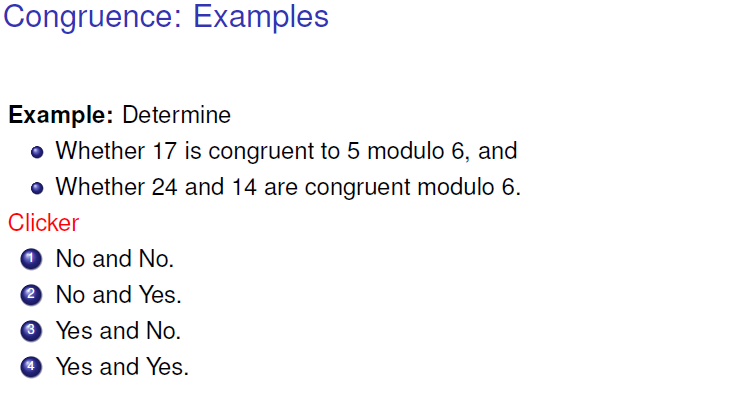 Congruence: Examples
Example: Determine
Whether 17 is congruent to 5 modulo 6, and
Whether 24 and 14 are congruent modulo 6.
Clicker
1 No and No.
2 No and Yes.
3 Yes and No.
4 Yes and Yes.